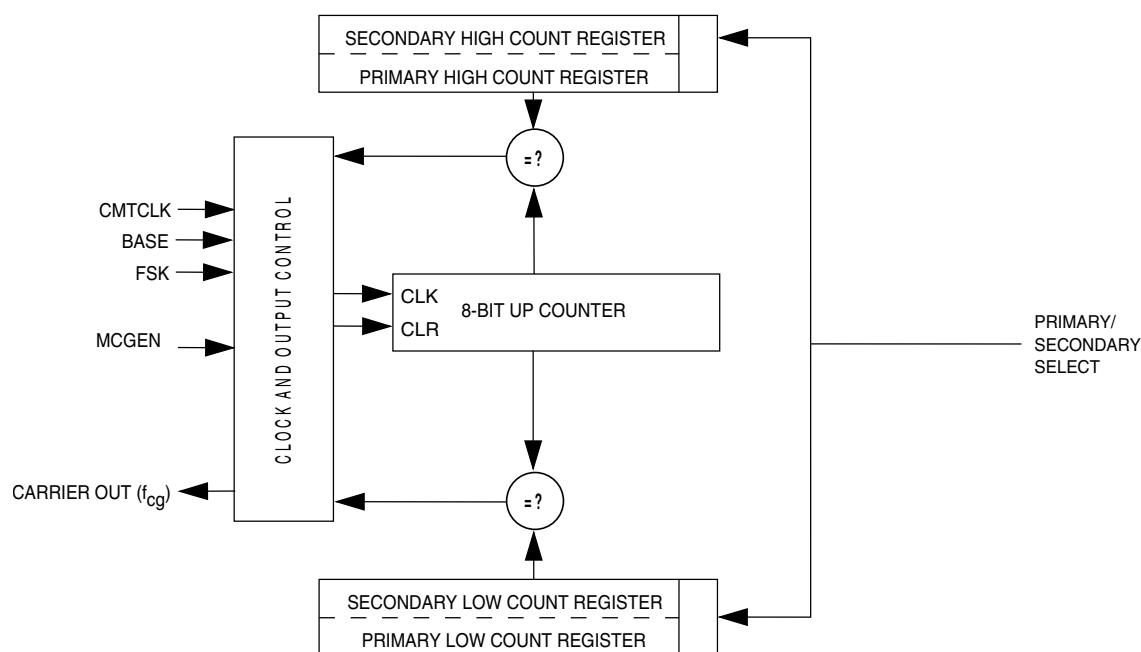 SECONDARY HIGH COUNT REGISTER
PRIMARY HIGH COUNT REGISTER
= ?
CMTCLK
BASE
FSK
MCGEN
CLOCK AND OUTPUT CONTROL
CLK
CLR
8-BIT UP COUNTER
PRIMARY/
SECONDARY
SELECT
CARRIER OUT (fcg)
= ?
SECONDARY LOW COUNT REGISTER
PRIMARY LOW COUNT REGISTER